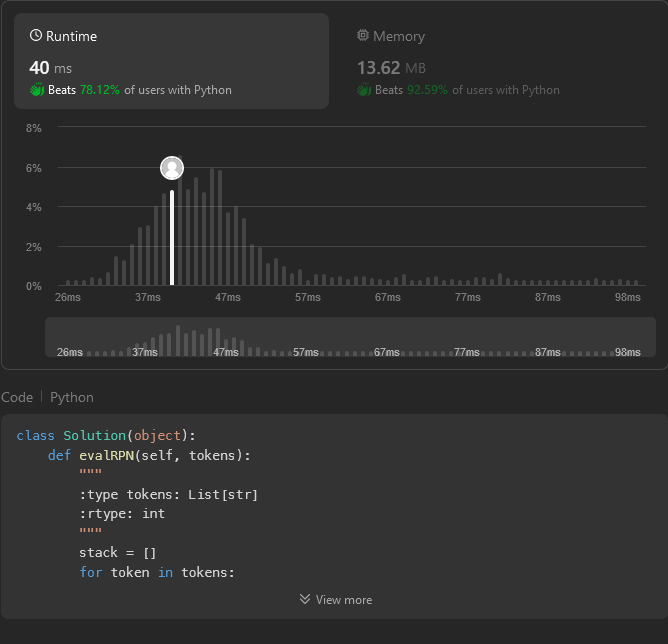 Runtime
Memory
40 ms
13.62 MB
Beats 78.12% of users with Python
Beats 92.59% of users with Python
8%
6%
4%
2%
0%
26ms 37ms 47ms 57ms 67ms 77ms 87ms 98ms
26ms 37ms 47ms 57ms 67ms 77ms 87ms 98ms
Code | Python
class Solution(object):
    def evalRPN(self, tokens):
        """
        :type tokens: List[str]
        :rtype: int
        """
        stack = []
        for token in tokens:
View more